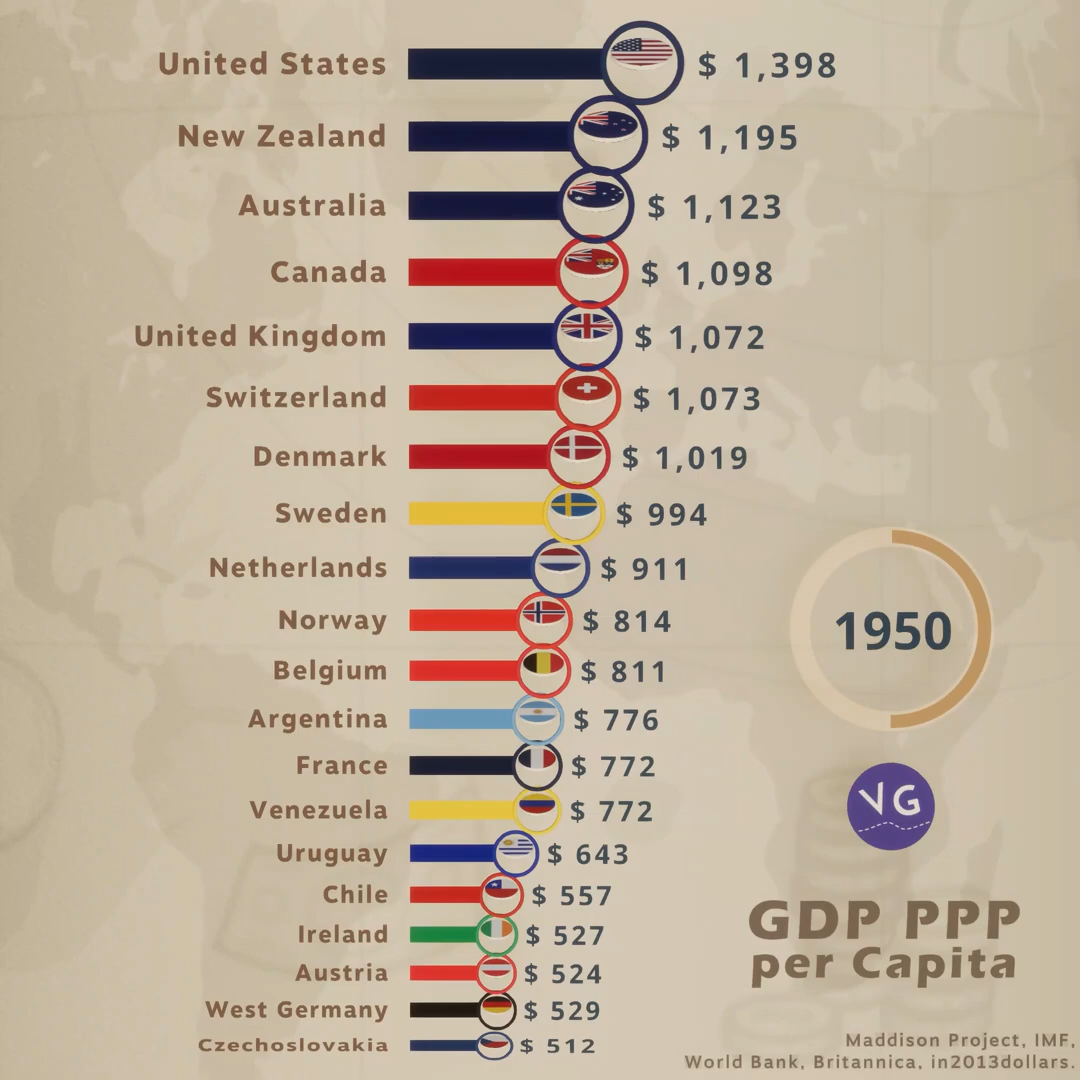 United States $ 1,398
New Zealand $ 1,195
Australia $ 1,123
Canada $ 1,098
United Kingdom $ 1,072
Switzerland $ 1,073
Denmark $ 1,019
Sweden $ 994
Netherlands $ 911
Norway $ 814
Belgium $ 811
Argentina $ 776
France $ 772
Venezuela $ 772
Uruguay $ 643
Chile $ 557
Ireland $ 527
Austria $ 524
West Germany $ 529
Czechoslovakia $ 512
1950
VG
GDP PPP
per Capita
Maddison Project, IMF,
World Bank, Britannica, in2013dollars.